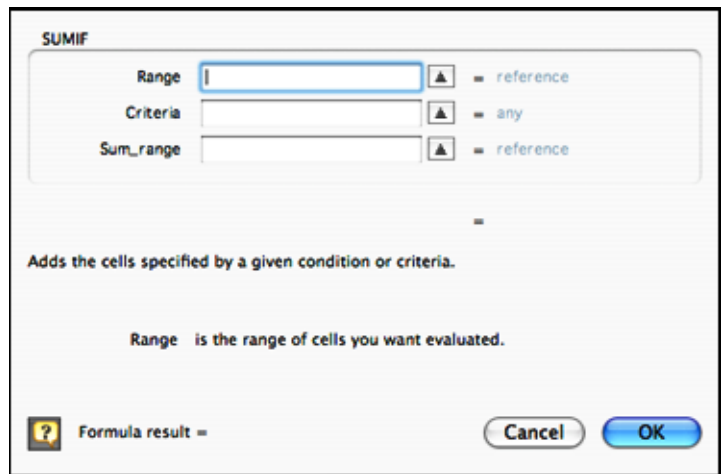 SUMIF
Range = reference
Criteria = any
Sum_range = reference
=
Adds the cells specified by a given condition or criteria.
Range is the range of cells you want evaluated.
? Formula result = Cancel OK